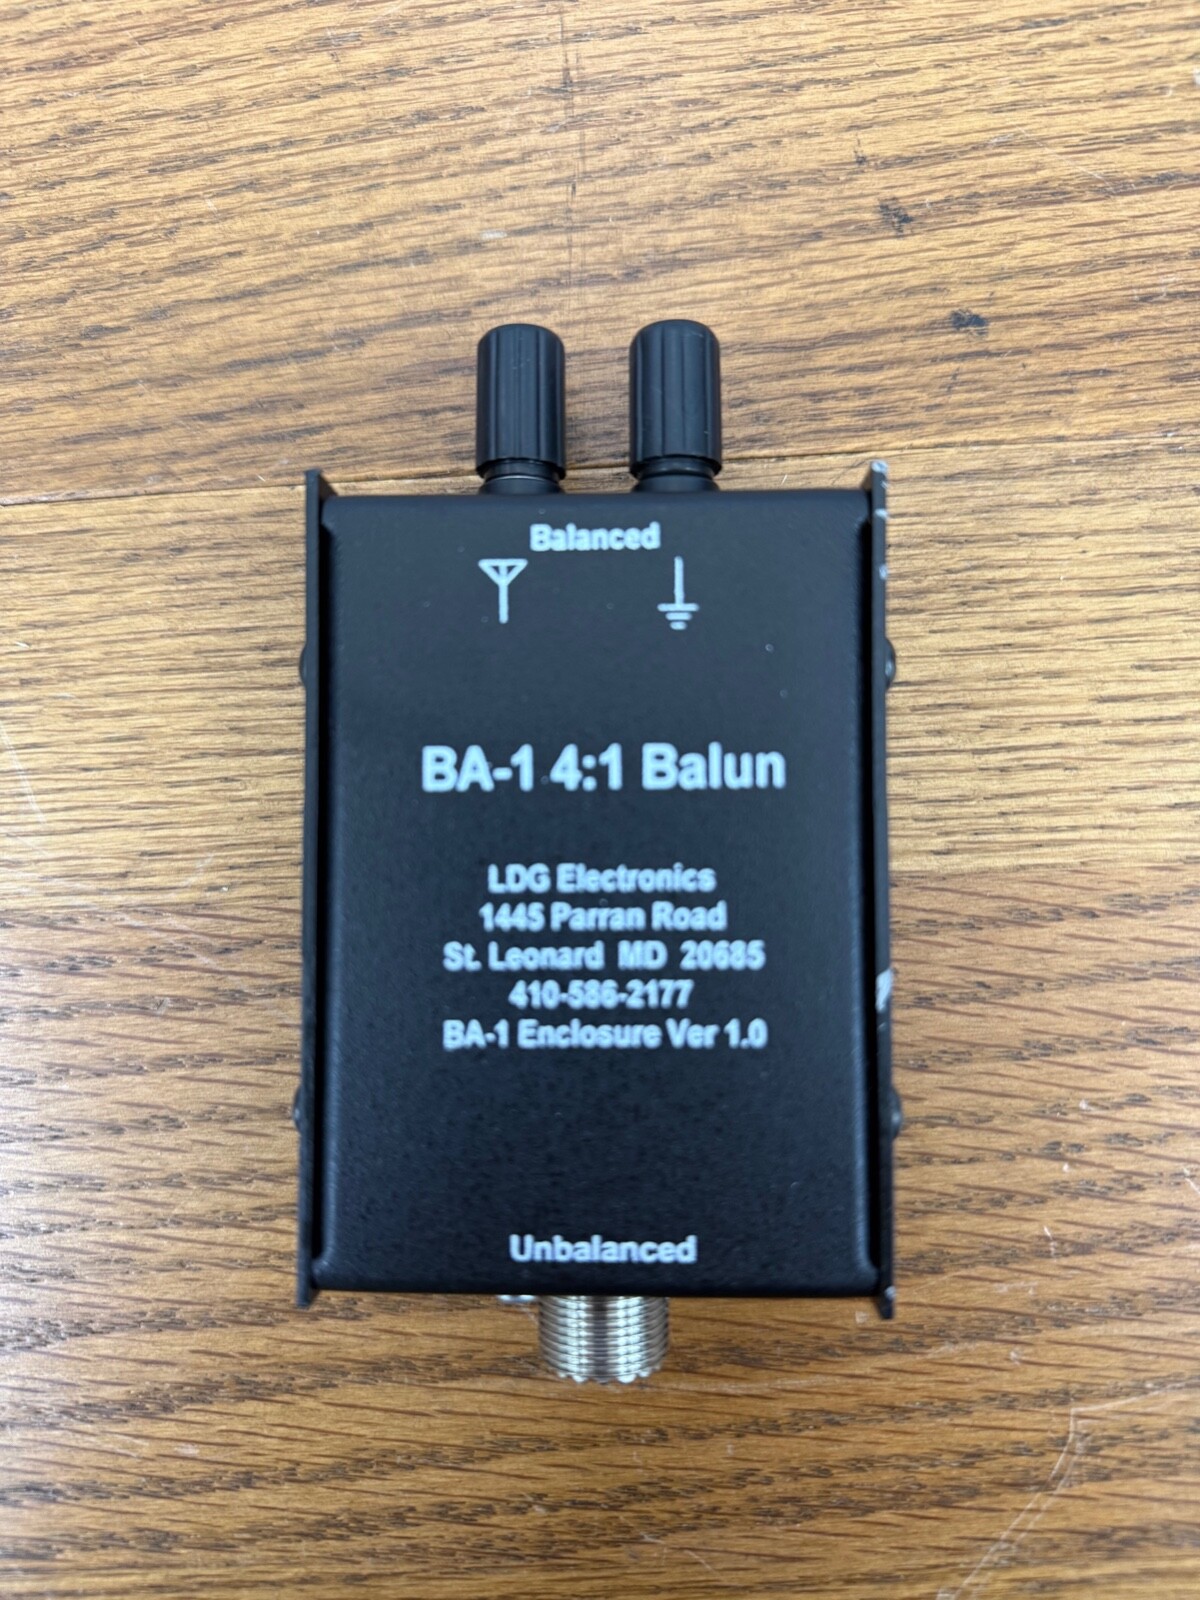 Balanced
BA-1 4:1 Balun
LDG Electronics
1445 Parran Road
St. Leonard MD 20685
410-586-2177
BA-1 Enclosure Ver 1.0
Unbalanced